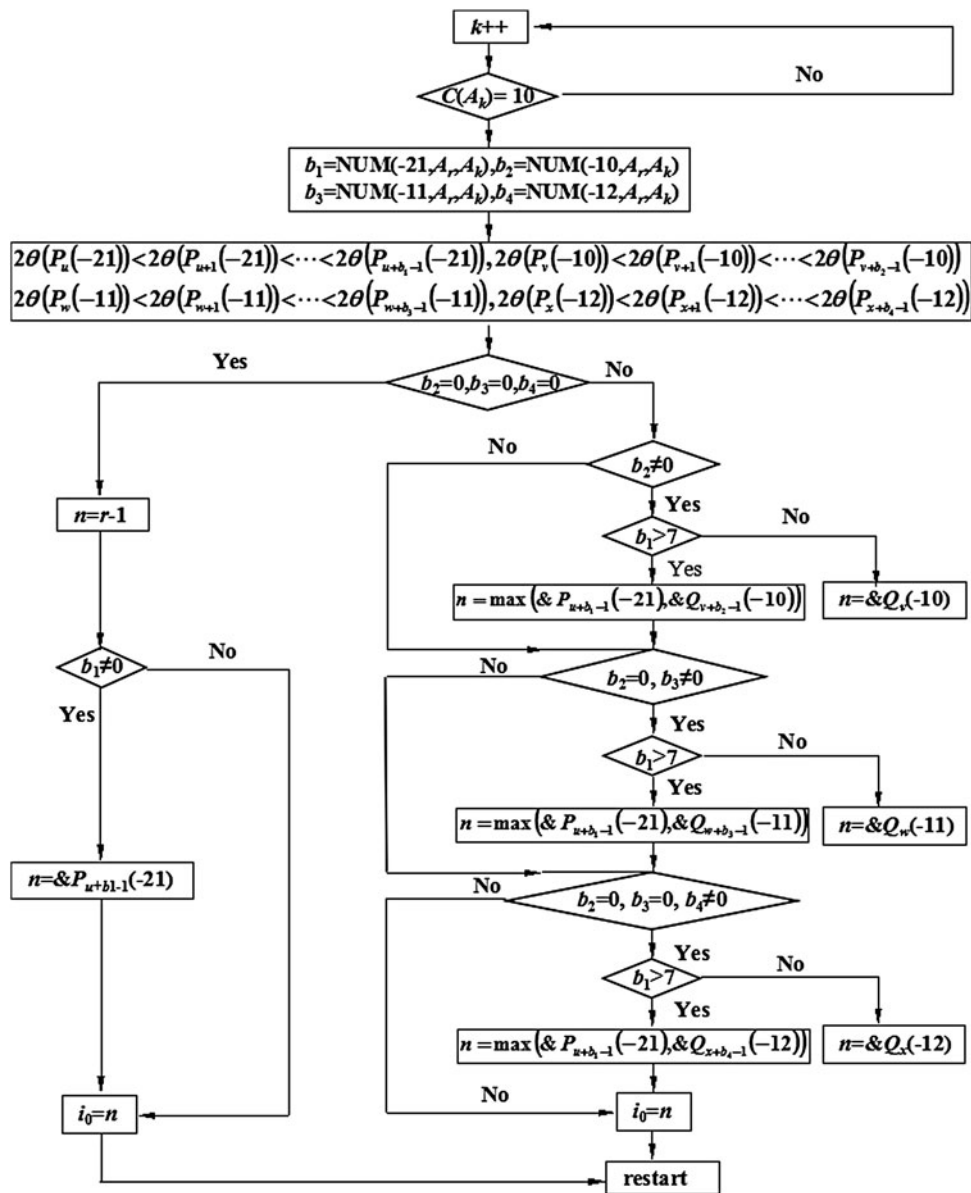 k++
No
C(A_k)= 10
b_1=NUM(-21,A_r,A_k),b_2=NUM(-10,A_r,A_k)
b_3=NUM(-11,A_r,A_k),b_4=NUM(-12,A_r,A_k)
2θ(P_u(−21))<2θ(P_{u+1}(−21))<⋯<2θ(P_{u+b_1−1}(−21)),2θ(P_v(−10))<2θ(P_{v+1}(−10))<⋯<2θ(P_{v+b_2−1}(−10))
2θ(P_w(−11))<2θ(P_{w+1}(−11))<⋯<2θ(P_{w+b_3−1}(−11)),2θ(P_x(−12))<2θ(P_{x+1}(−12))<⋯<2θ(P_{x+b_4−1}(−12))
Yes
b_2=0,b_3=0,b_4=0
No
No
b_2≠0
Yes
n=r-1
No
b_1>7
Yes
n=max(&P_{u+b_1−1}(−21),&Q_{v+b_2−1}(−10))
n=&Q_v(-10)
b_1≠0
No
No
b_2=0, b_3≠0
Yes
Yes
No
b_1>7
Yes
n=max(&P_{u+b_1−1}(−21),&Q_{w+b_3−1}(−11))
n=&Q_w(-11)
n=&P_{u+b1-1}(-21)
No
b_2=0, b_3=0, b_4≠0
Yes
No
b_1>7
Yes
n=max(&P_{u+b_1−1}(−21),&Q_{x+b_4−1}(−12))
n=&Q_x(-12)
No
i_0=n
i_0=n
restart